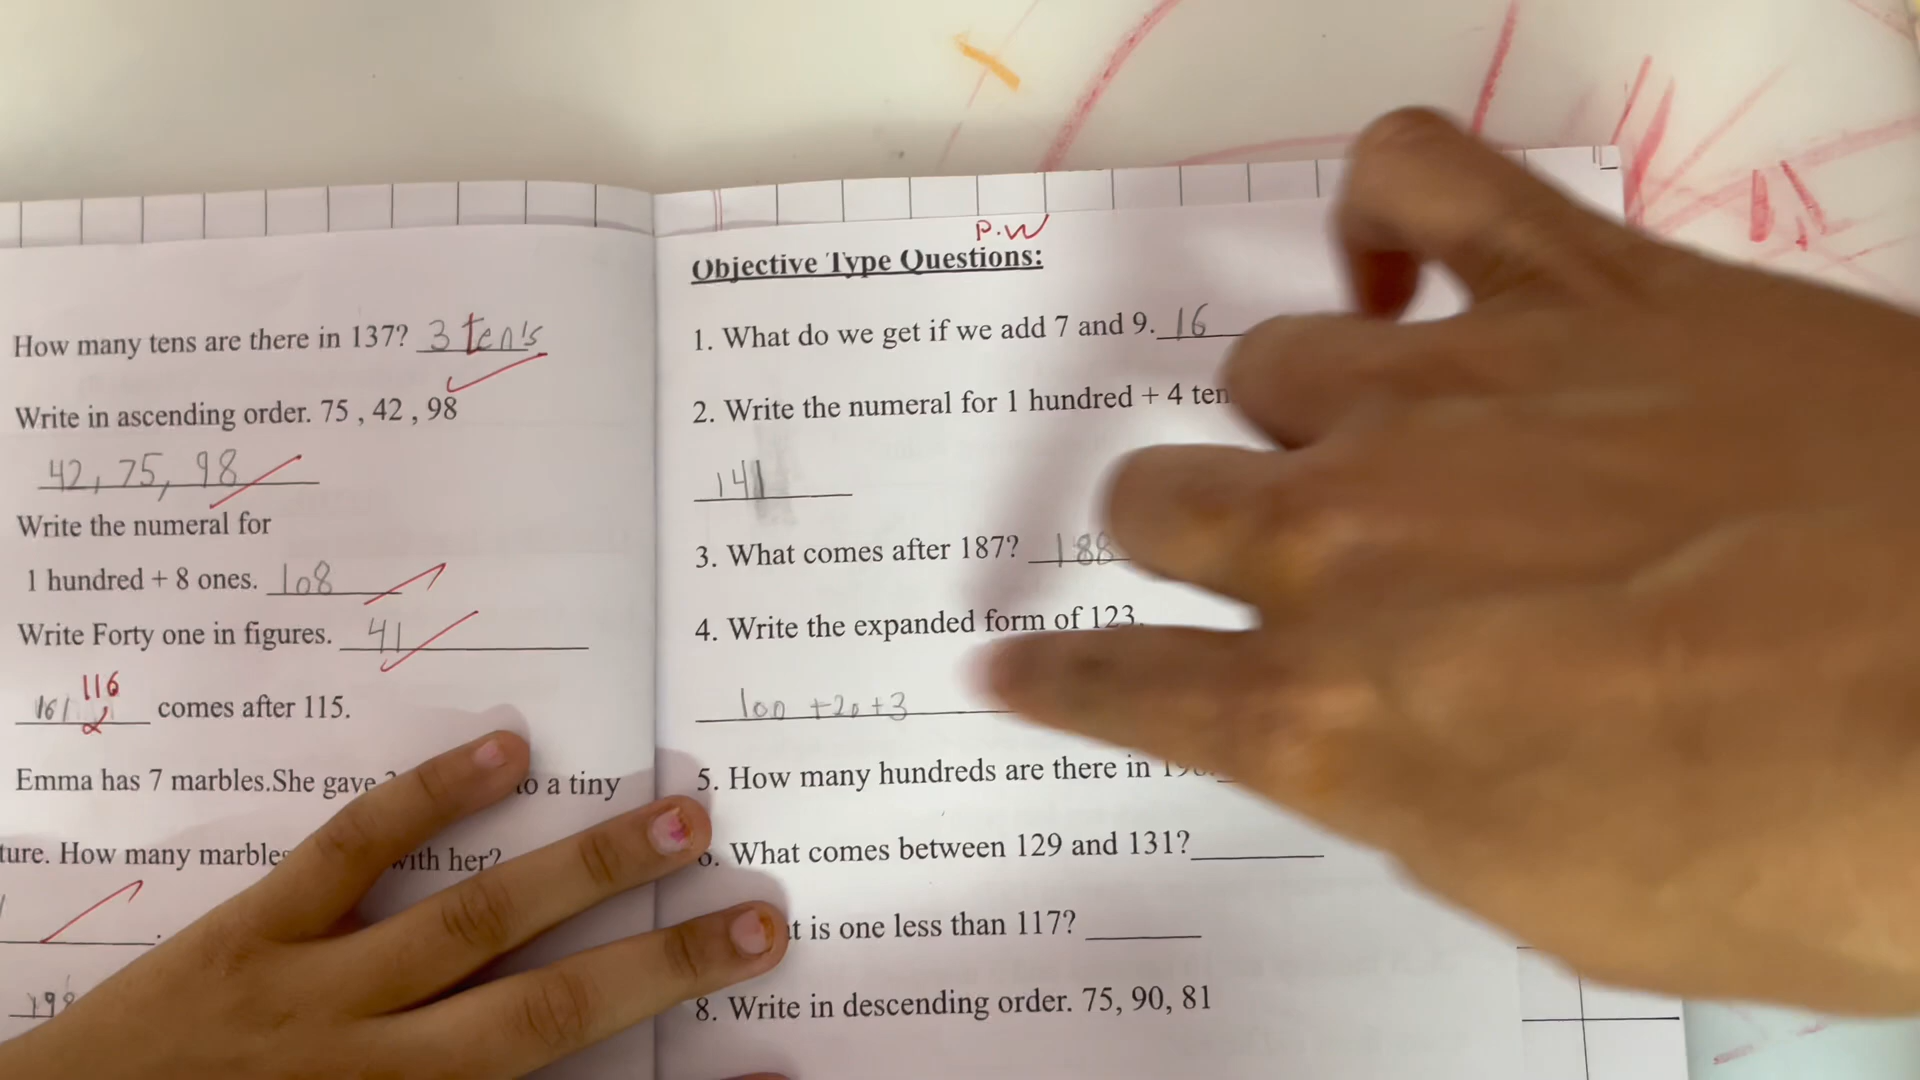 How many tens are there in 137? 3 ten's
Write in ascending order. 75 , 42 , 98
42, 75, 98
Write the numeral for
1 hundred + 8 ones. 108
Write Forty one in figures. 41
116
161 comes after 115.
Emma has 7 marbles.She gave to a tiny
ture. How many marbles with her?
198
P.W
Objective Type Questions:
1. What do we get if we add 7 and 9. 16
2. Write the numeral for 1 hundred + 4 ten
141
3. What comes after 187? 188
4. Write the expanded form of 123.
100 +20+3
5. How many hundreds are there in
6. What comes between 129 and 131?
t is one less than 117?
8. Write in descending order. 75, 90, 81